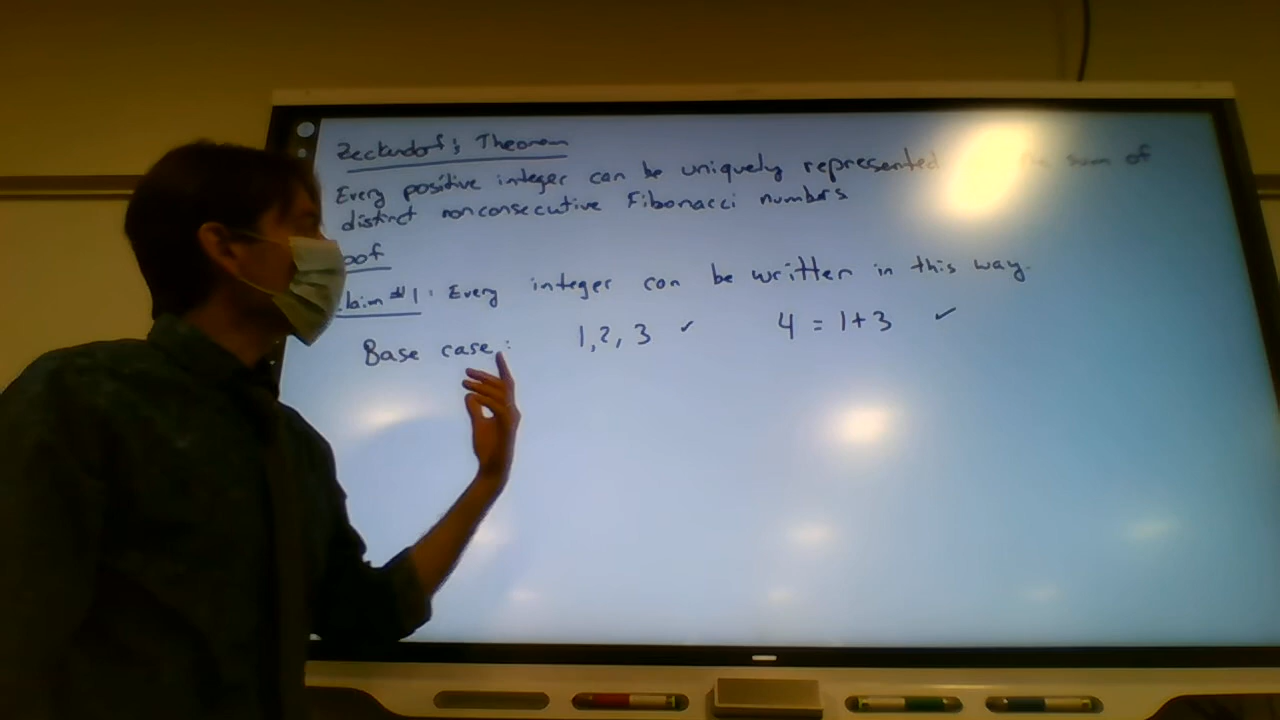 Zeckendorf's Theorem
Every positive integer can be uniquely represented sum of
distinct nonconsecutive Fibonacci numbers
oof
laim #1: Every integer can be written in this way.
Base case: 1, 2, 3 ✓ 4 = 1+3 ✓